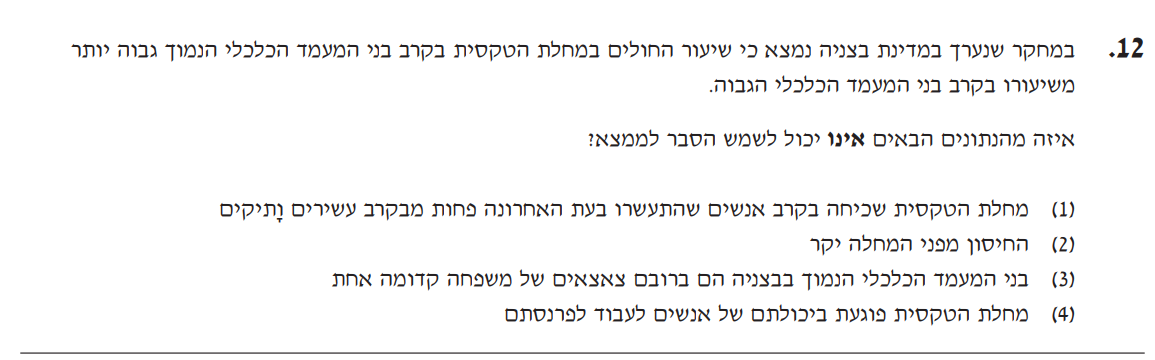 12. במחקר שנערך במדינת בצניה נמצא כי שיעור החולים במחלת הטקסית בקרב בני המעמד הכלכלי הנמוך גבוה יותר
משיעורו בקרב בני המעמד הכלכלי הגבוה.
איזה מהנתונים הבאים אינו יכול לשמש הסבר לממצא?
(1) מחלת הטקסית שכיחה בקרב אנשים שהתעשרו בעת האחרונה פחות מבקרב עשירים וָתיקים
(2) החיסון מפני המחלה יקר
(3) בני המעמד הכלכלי הנמוך בבצניה הם ברובם צאצאים של משפחה קדומה אחת
(4) מחלת הטקסית פוגעת ביכולתם של אנשים לעבוד לפרנסתם